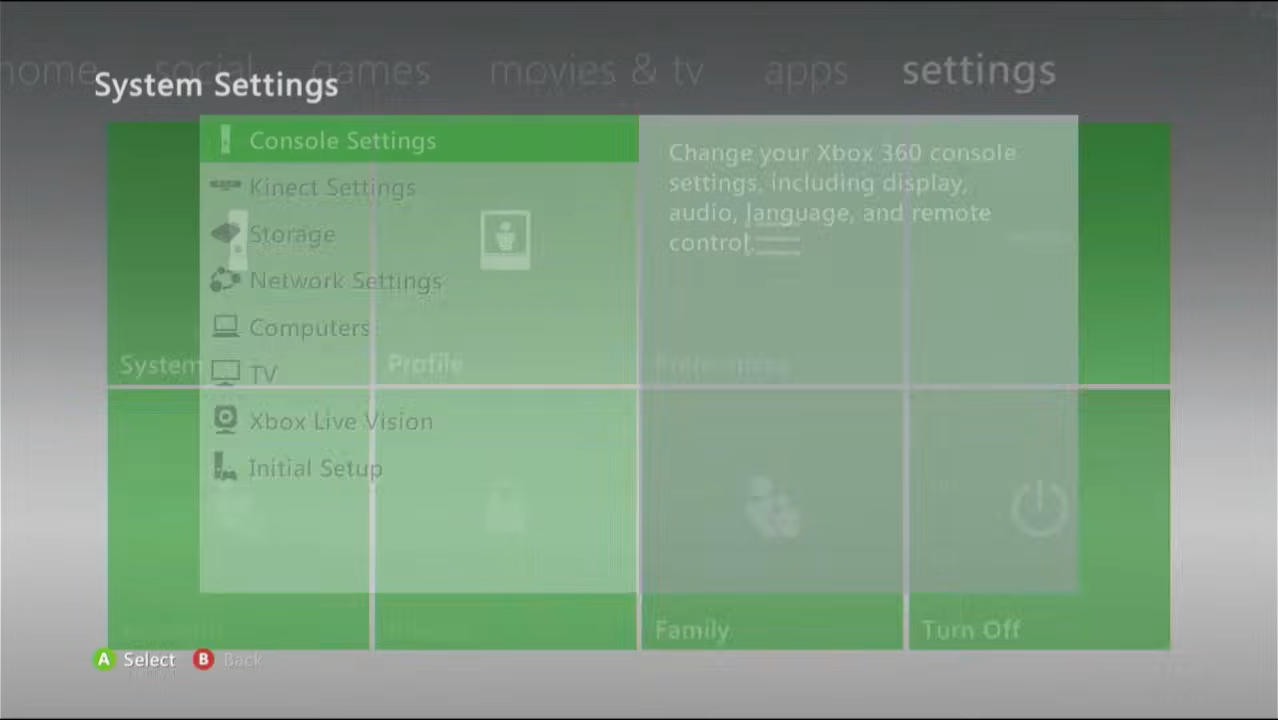 home social games movies & tv apps settings
System Settings
Console Settings
Kinect Settings
Storage
Network Settings
Computers
TV
Xbox Live Vision
Initial Setup
Change your Xbox 360 console
settings, including display,
audio, language, and remote
control.
System Profile Preferences
Family Turn Off
A Select B Back